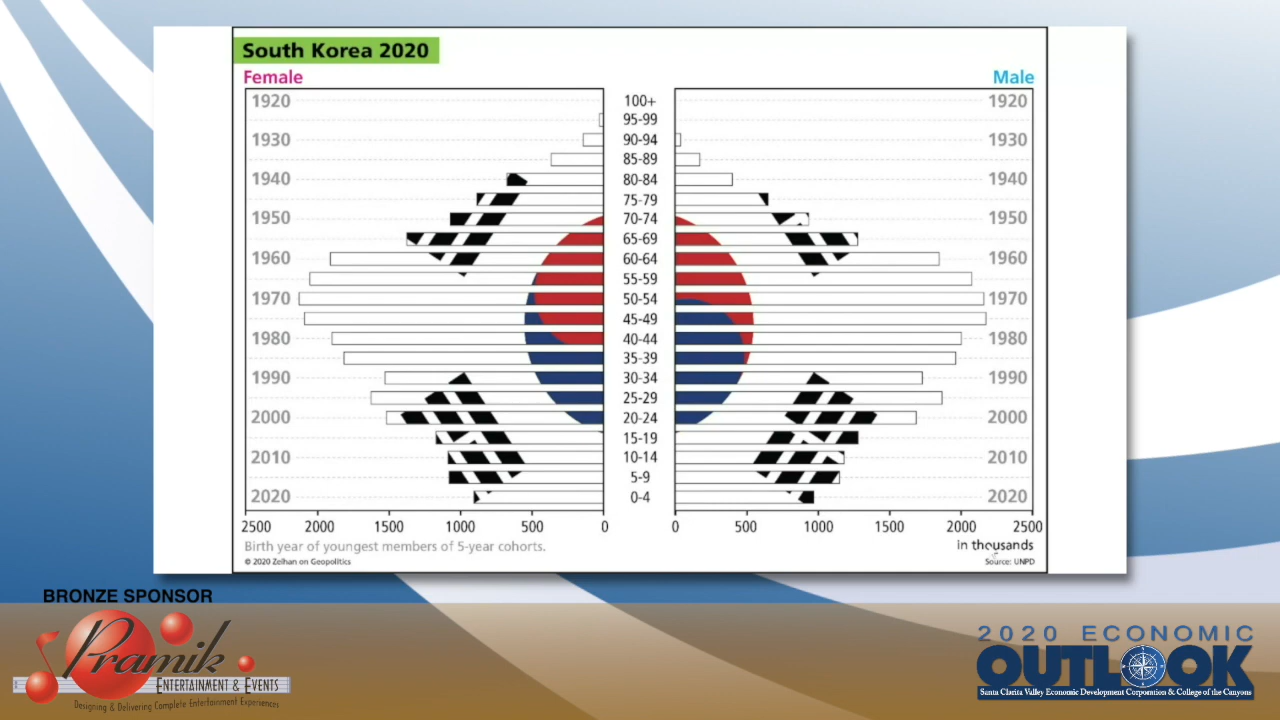 South Korea 2020
Female
Male
1920 100+ 1920
95-99
1930 90-94 1930
85-89
1940 80-84 1940
75-79
1950 70-74 1950
65-69
1960 60-64 1960
55-59
1970 50-54 1970
45-49
1980 40-44 1980
35-39
1990 30-34 1990
25-29
2000 20-24 2000
15-19
2010 10-14 2010
5-9
2020 0-4 2020
2500 2000 1500 1000 500 0 0 500 1000 1500 2000 2500
Birth year of youngest members of 5-year cohorts.
in thousands
© 2020 Zeihan on Geopolitics
Source: UNPD
BRONZE SPONSOR
Pramik
ENTERTAINMENT & EVENTS
Designing & Delivering Complete Entertainment Experiences
2020 ECONOMIC
OUTLOOK
Santa Clarita Valley Economic Development Corporation & College of the Canyons